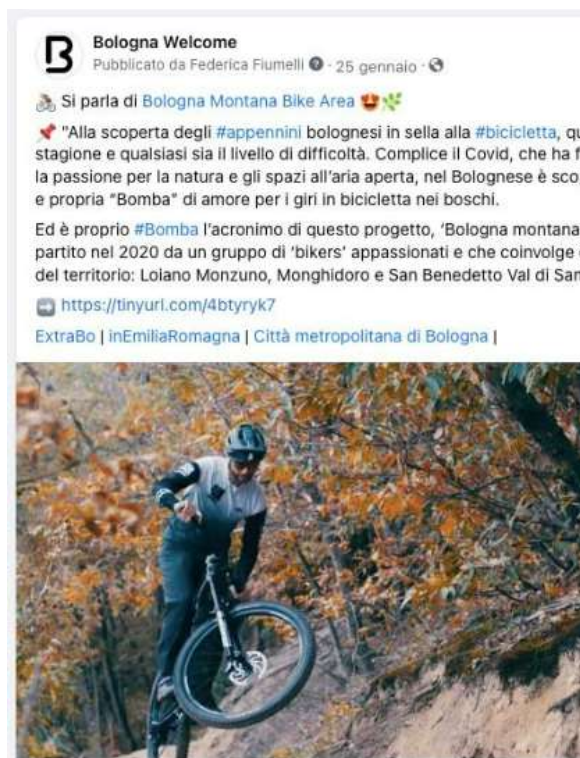 Bologna Welcome
Pubblicato da Federica Fiumelli · 25 gennaio ·
Si parla di Bologna Montana Bike Area
"Alla scoperta degli #appennini bolognesi in sella alla #bicicletta,
stagione e qualsiasi sia il livello di difficoltà. Complice il Covid, che ha
la passione per la natura e gli spazi all'aria aperta, nel Bolognese è
e propria "Bomba" di amore per i giri in bicicletta nei boschi.
Ed è proprio #Bomba l'acronimo di questo progetto, 'Bologna montana
partito nel 2020 da un gruppo di 'bikers' appassionati e che coinvolge
del territorio: Loiano Monzuno, Monghidoro e San Benedetto Val di
https://tinyurl.com/4btyryk7
ExtraBo | inEmiliaRomagna | Città metropolitana di Bologna |